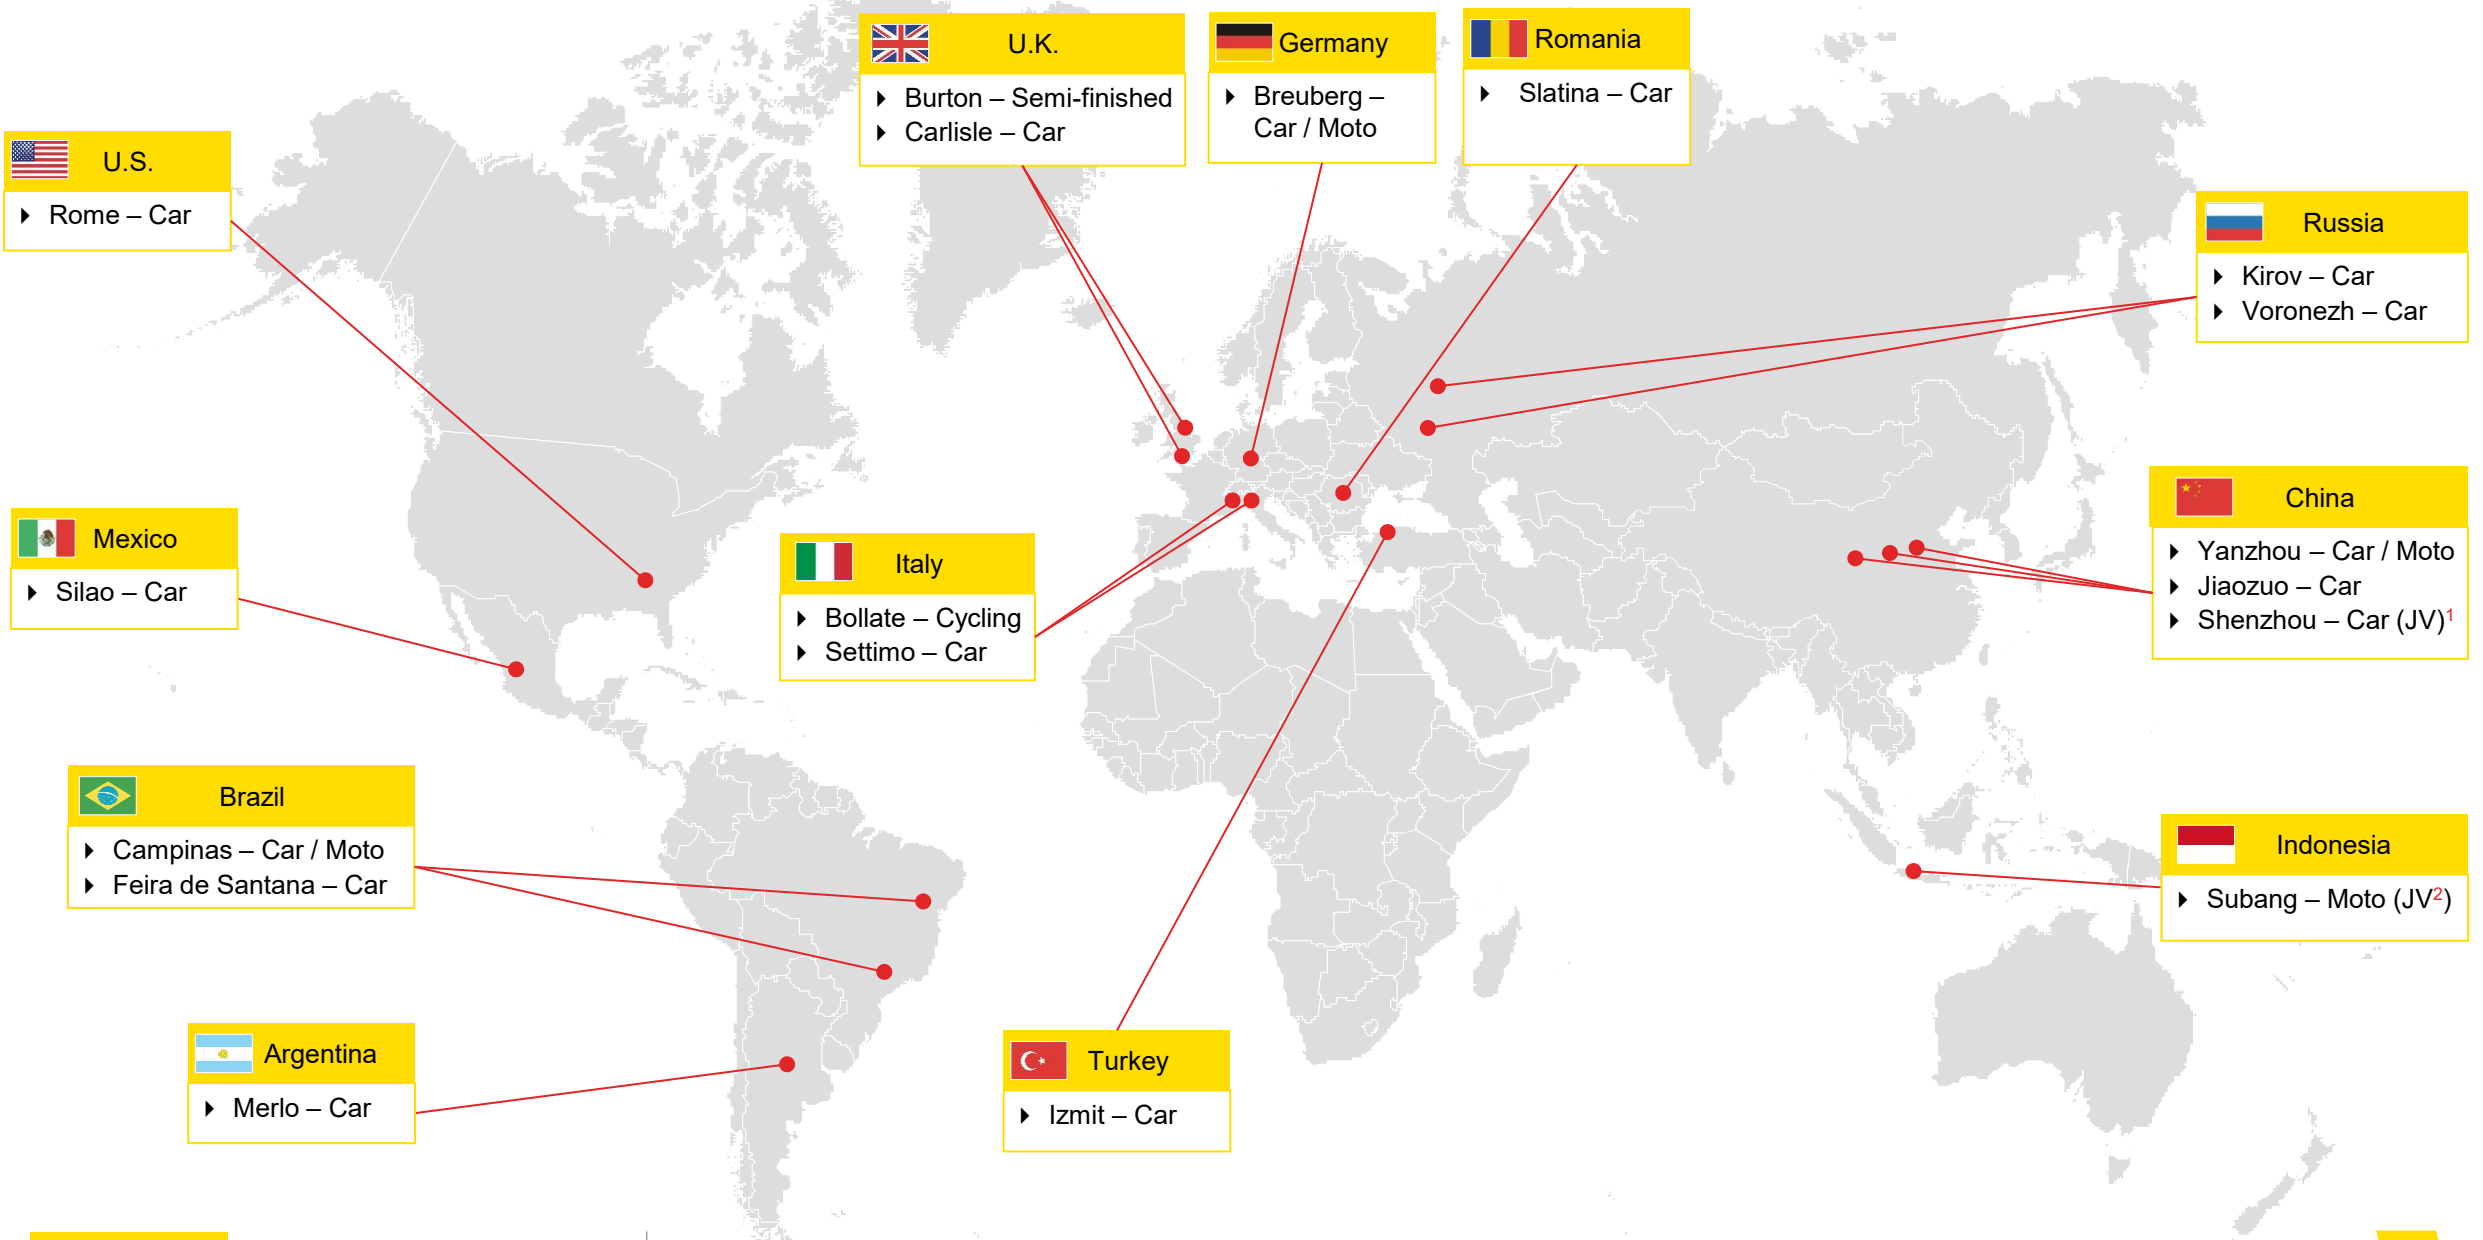 U.K.
Burton – Semi-finished
Carlisle – Car
Germany
Breuberg –
Car / Moto
Romania
Slatina – Car
U.S.
Rome – Car
Russia
Kirov – Car
Voronezh – Car
Mexico
Silao – Car
Italy
Bollate – Cycling
Settimo – Car
China
Yanzhou – Car / Moto
Jiaozuo – Car
Shenzhou – Car (JV)1
Brazil
Campinas – Car / Moto
Feira de Santana – Car
Indonesia
Subang – Moto (JV2)
Argentina
Merlo – Car
Turkey
Izmit – Car